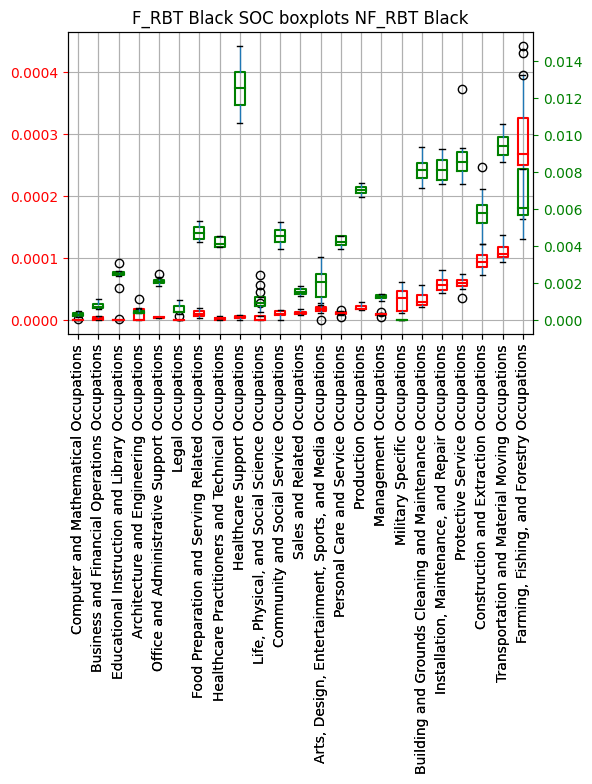 F_RBT Black SOC boxplots NF_RBT Black
0.0004
0.0003
0.0002
0.0001
0.0000
0.014
0.012
0.010
0.008
0.006
0.004
0.002
0.000
Computer and Mathematical Occupations
Business and Financial Operations Occupations
Educational Instruction and Library Occupations
Architecture and Engineering Occupations
Office and Administrative Support Occupations
Legal Occupations
Food Preparation and Serving Related Occupations
Healthcare Practitioners and Technical Occupations
Healthcare Support Occupations
Life, Physical, and Social Science Occupations
Community and Social Service Occupations
Sales and Related Occupations
Arts, Design, Entertainment, Sports, and Media Occupations
Personal Care and Service Occupations
Production Occupations
Management Occupations
Military Specific Occupations
Building and Grounds Cleaning and Maintenance Occupations
Installation, Maintenance, and Repair Occupations
Protective Service Occupations
Construction and Extraction Occupations
Transportation and Material Moving Occupations
Farming, Fishing, and Forestry Occupations